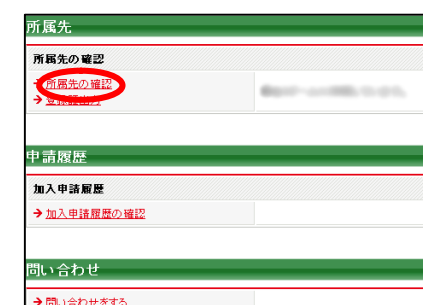 所属先
所属先の確認
→ 所属先の確認
→
申請履歴
加入申請履歴
→ 加入申請履歴の確認
問い合わせ
→ 問い合わせをする